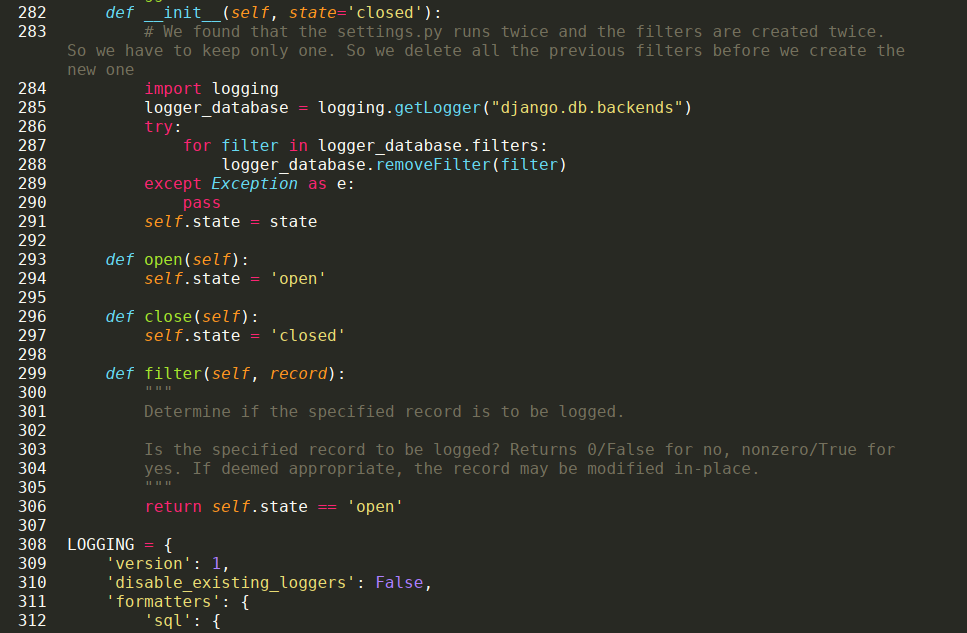 282     def __init__(self, state='closed'):
283         # We found that the settings.py runs twice and the filters are created twice.
So we have to keep only one. So we delete all the previous filters before we create the
new one
284         import logging
285         logger_database = logging.getLogger("django.db.backends")
286         try:
287             for filter in logger_database.filters:
288                 logger_database.removeFilter(filter)
289         except Exception as e:
290             pass
291         self.state = state
292
293     def open(self):
294         self.state = 'open'
295
296     def close(self):
297         self.state = 'closed'
298
299     def filter(self, record):
300         """
301         Determine if the specified record is to be logged.
302
303         Is the specified record to be logged? Returns 0/False for no, nonzero/True for
304         yes. If deemed appropriate, the record may be modified in-place.
305         """
306         return self.state == 'open'
307
308 LOGGING = {
309     'version': 1,
310     'disable_existing_loggers': False,
311     'formatters': {
312         'sql': {